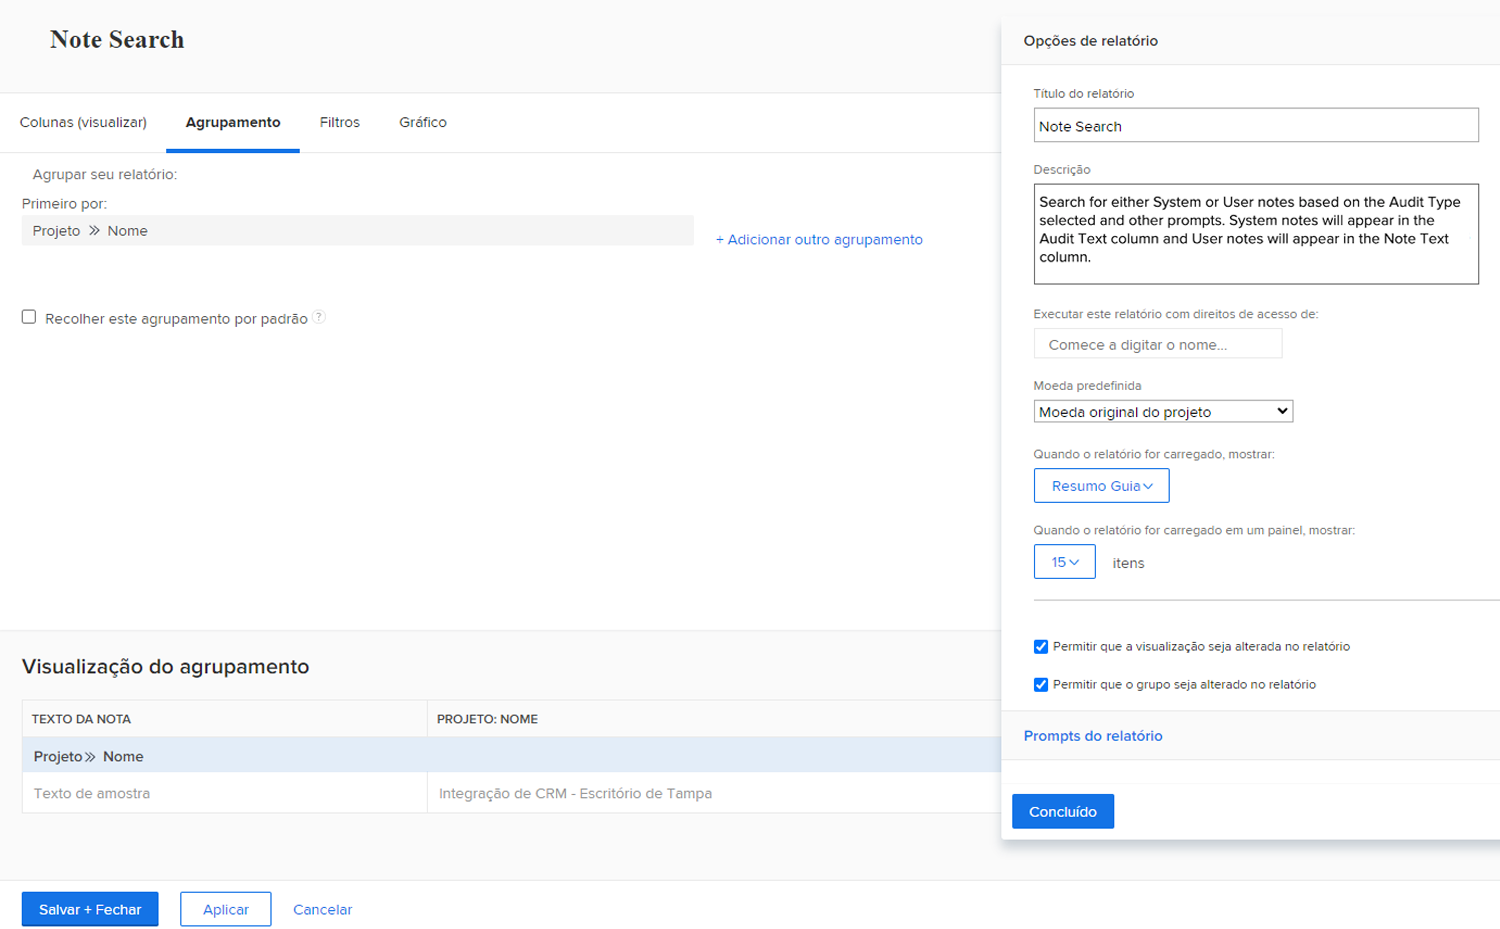 Note Search
Colunas (visualizar) Agrupamento Filtros Gráfico
Agrupar seu relatório:
Primeiro por:
Projeto >> Nome
+ Adicionar outro agrupamento
Recolher este agrupamento por padrão ?
Visualização do agrupamento
TEXTO DA NOTA PROJETO: NOME
Projeto>> Nome
Texto de amostra Integração de CRM - Escritório de Tampa
Salvar + Fechar Aplicar Cancelar
Opções de relatório
Título do relatório
Note Search
Descrição
Search for either System or User notes based on the Audit Type
selected and other prompts. System notes will appear in the
Audit Text column and User notes will appear in the Note Text
column.
Executar este relatório com direitos de acesso de:
Comece a digitar o nome...
Moeda predefinida
Moeda original do projeto
Quando o relatório for carregado, mostrar:
Resumo Guia
Quando o relatório for carregado em um painel, mostrar:
15 itens
Permitir que a visualização seja alterada no relatório
Permitir que o grupo seja alterado no relatório
Prompts do relatório
Concluído